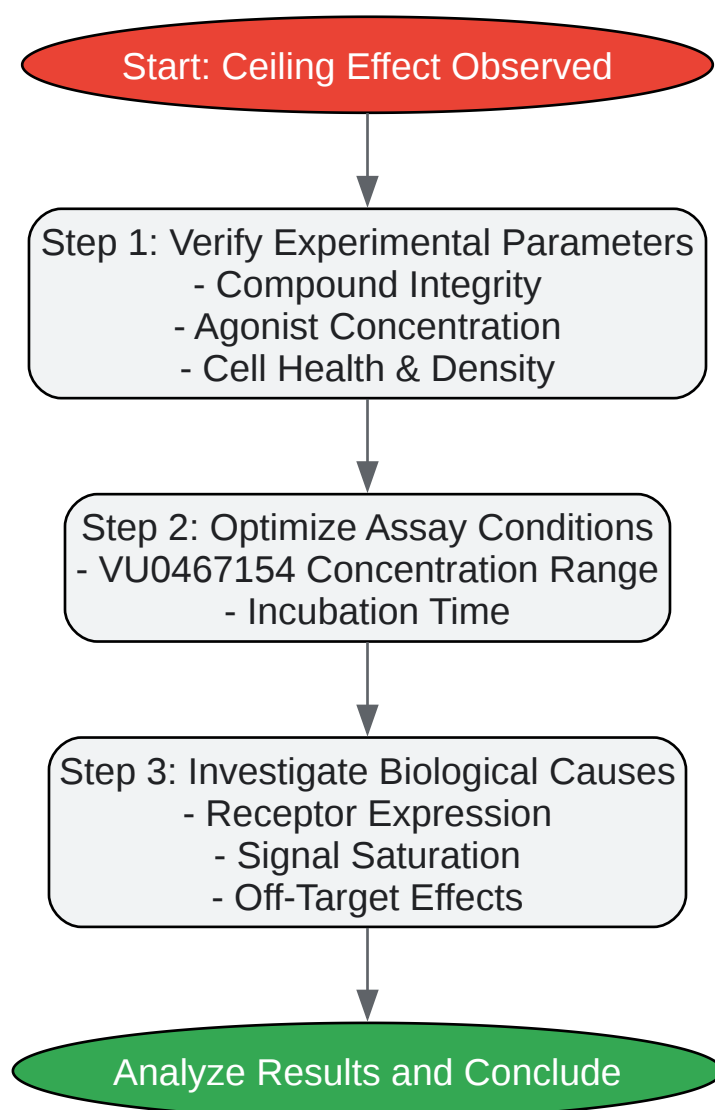 Start: Ceiling Effect Observed
Step 1: Verify Experimental Parameters
- Compound Integrity
- Agonist Concentration
- Cell Health & Density
Step 2: Optimize Assay Conditions
- VU0467154 Concentration Range
- Incubation Time
Step 3: Investigate Biological Causes
- Receptor Expression
- Signal Saturation
- Off-Target Effects
Analyze Results and Conclude